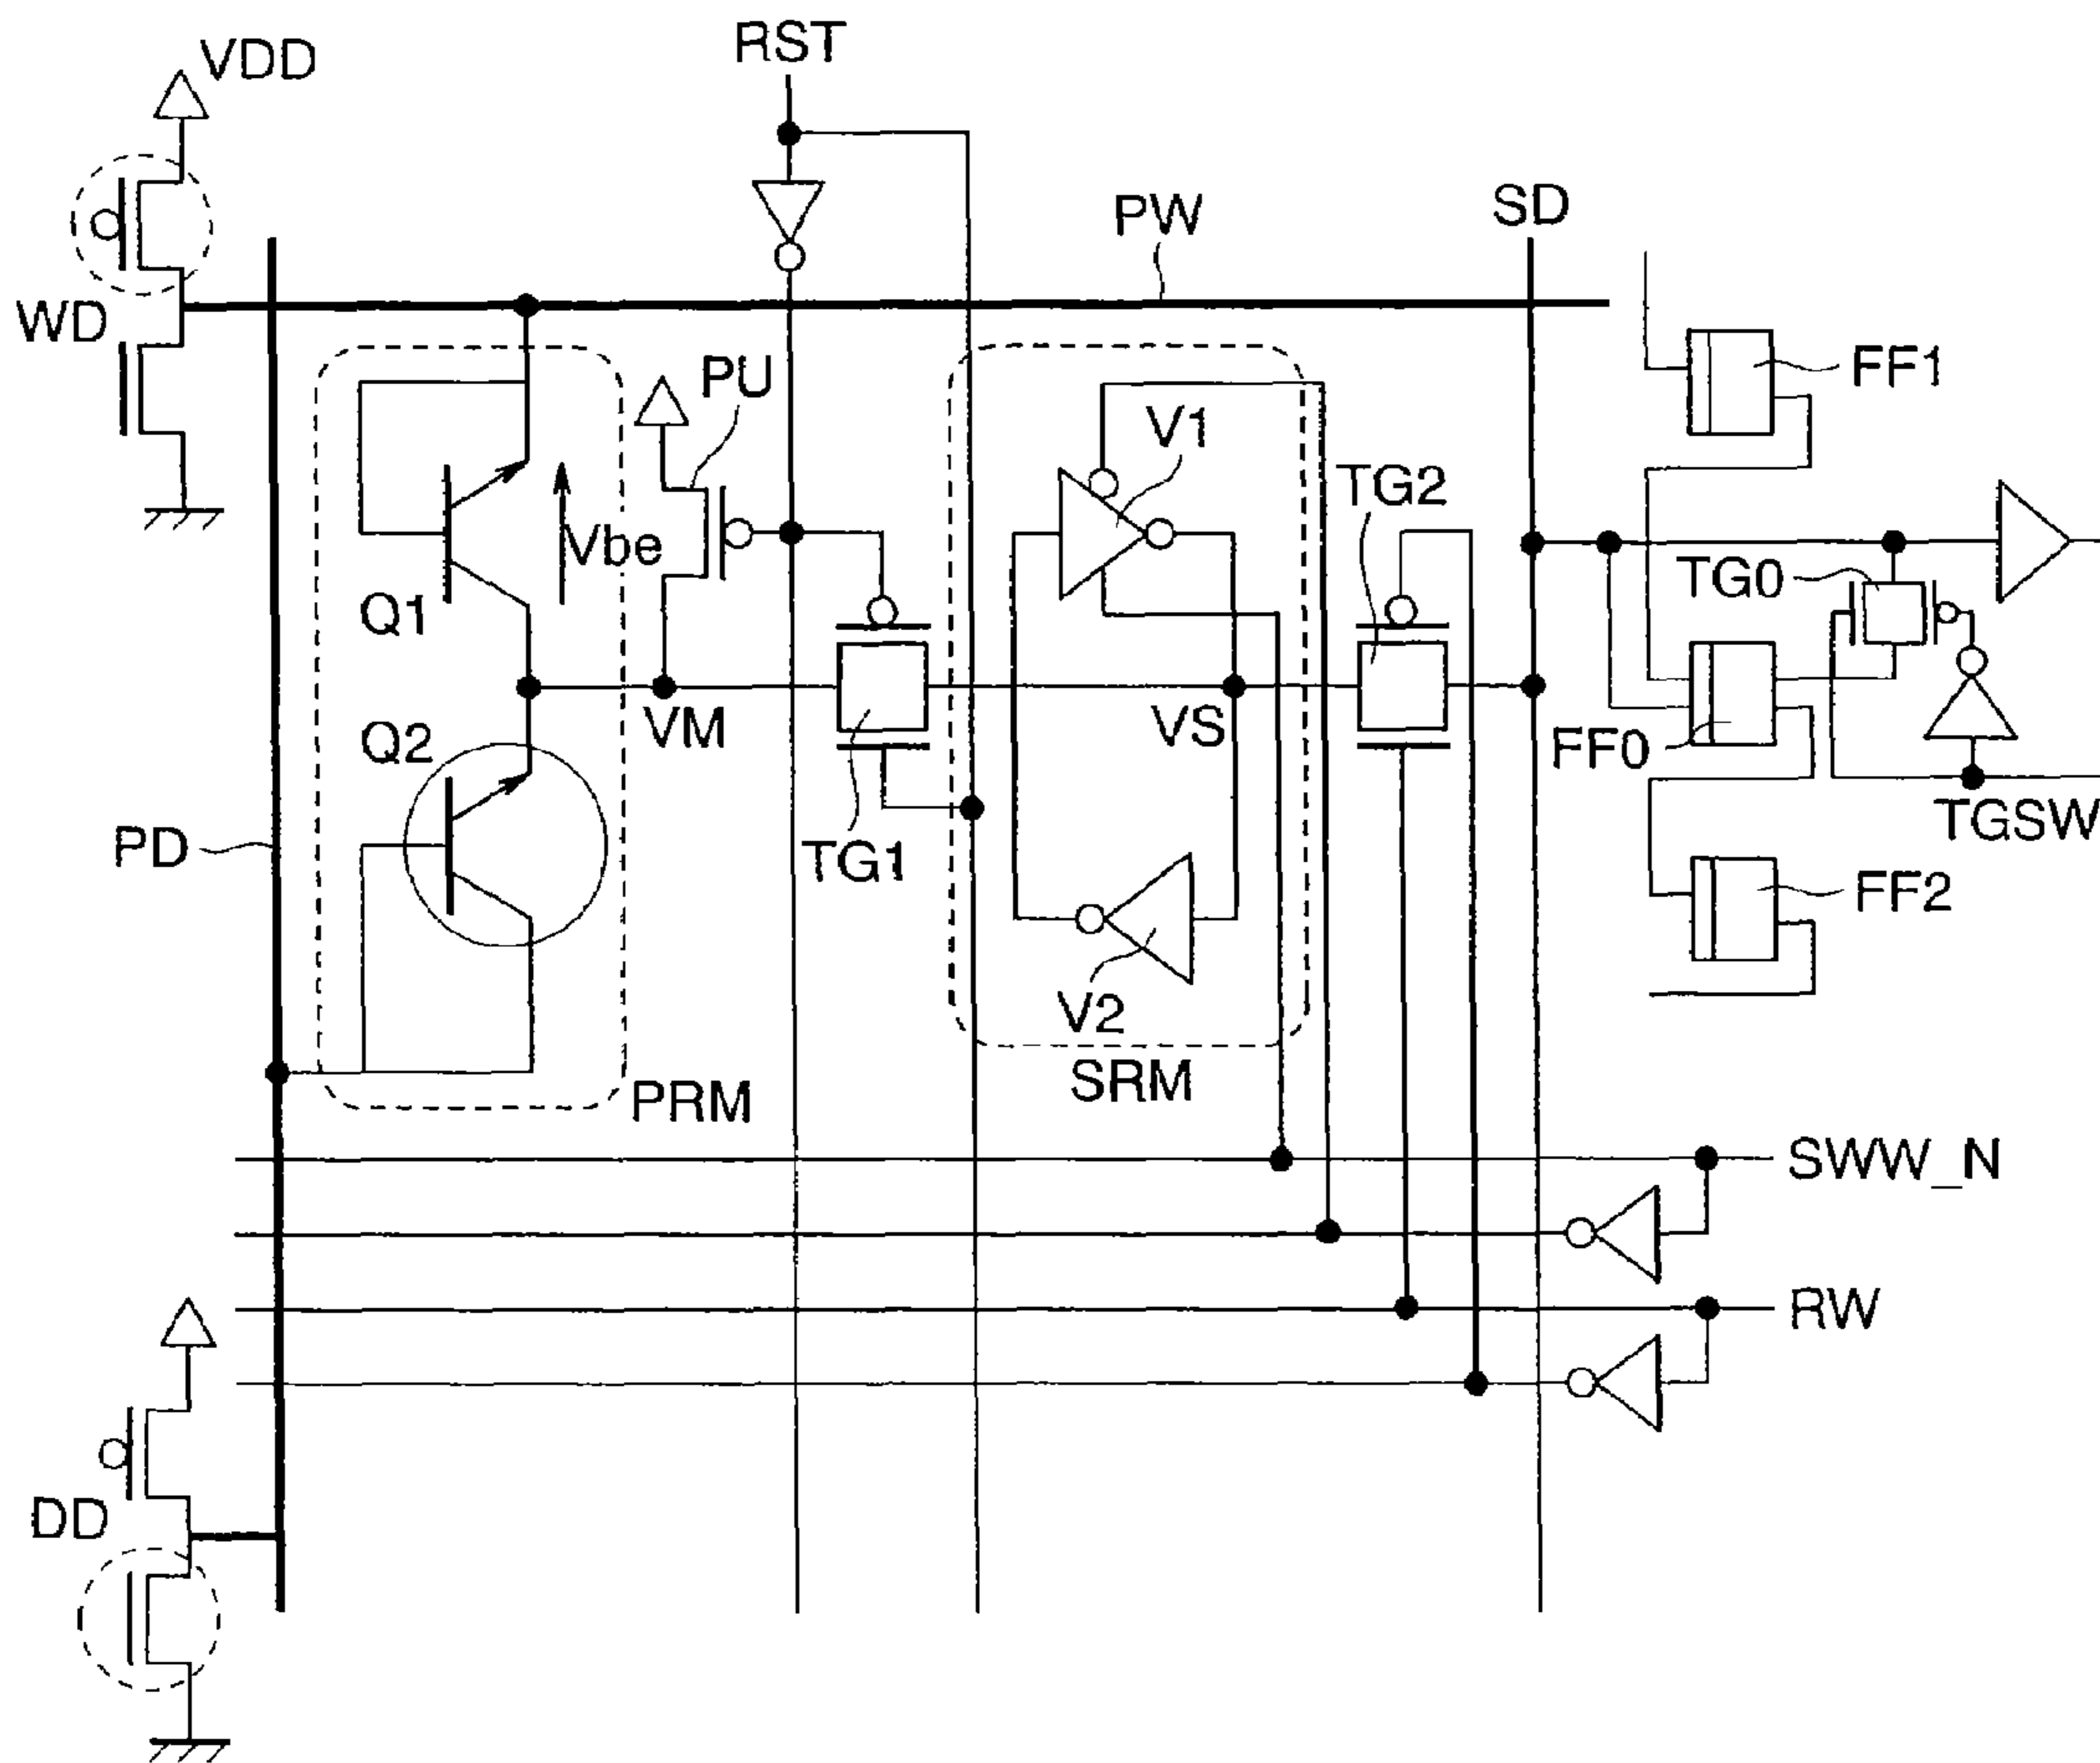 VDD
RST
PW
SD
WD
FF1
PU
V1
TG2
Vbe
TG0
Q1
VM
VS
Q2
FF0
TGSW
PD
TG1
FF2
V2
SRM
PRM
SWW_N
RW
DD